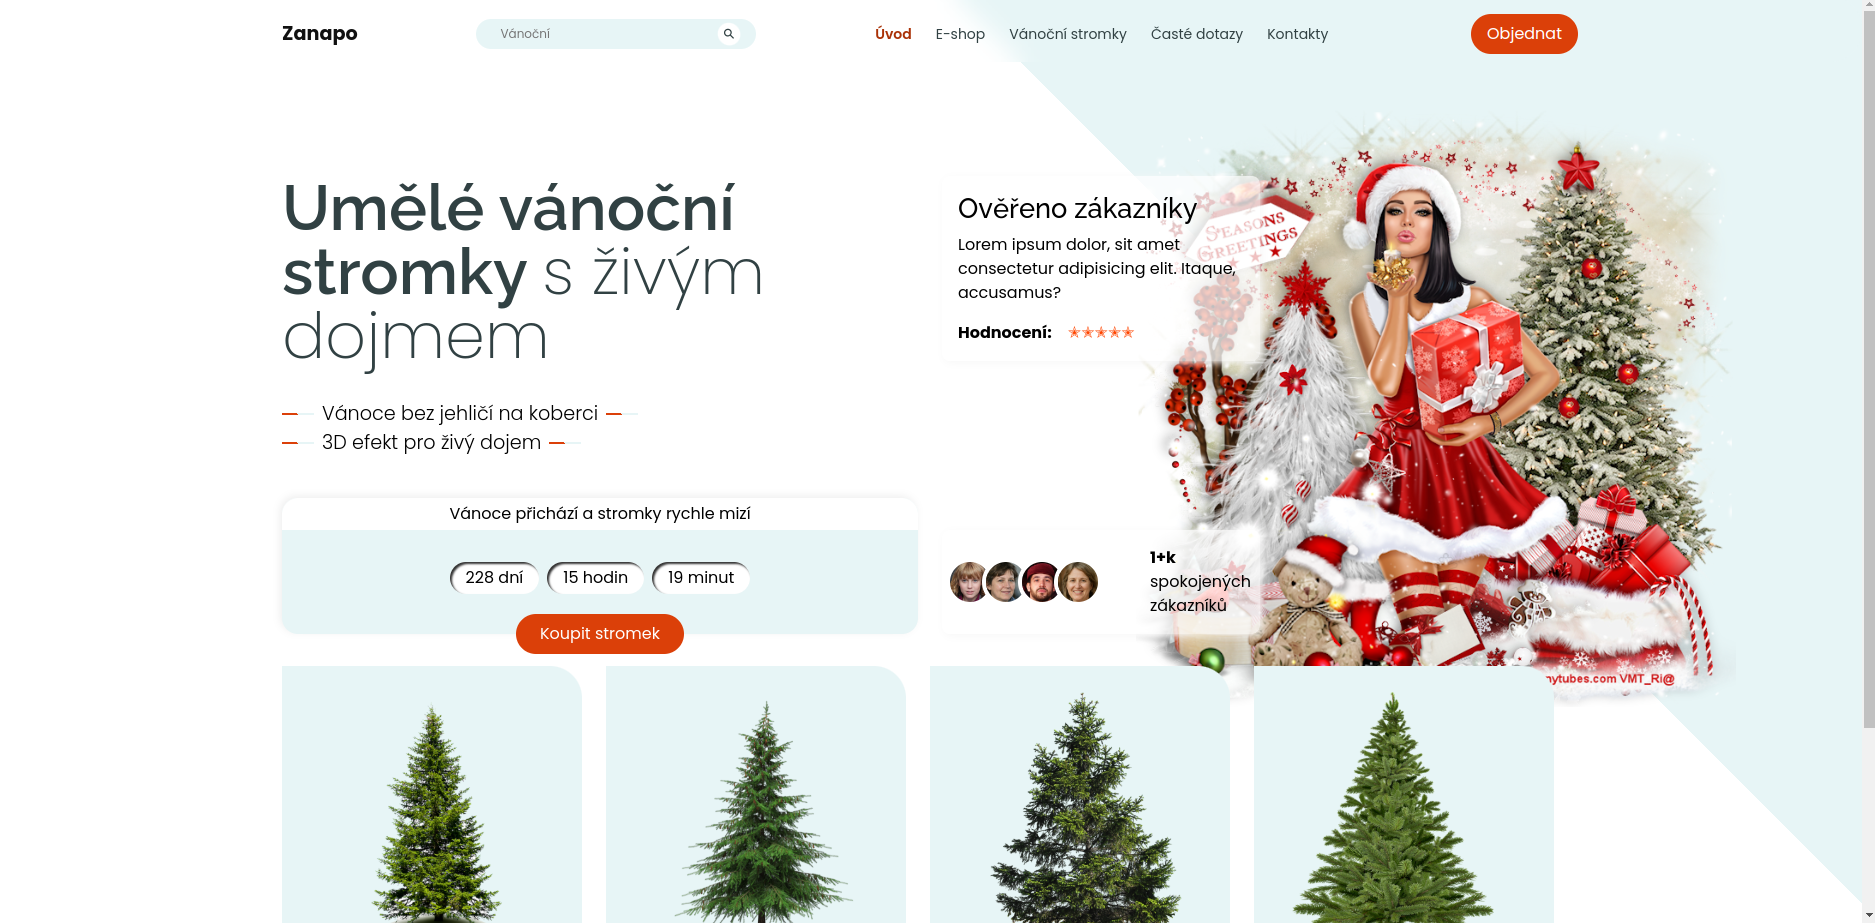 Zanapo
Vánoční
Úvod
E-shop
Vánoční stromky
Časté dotazy
Kontakty
Objednat
Umělé vánoční
stromky s živým
dojmem
Vánoce bez jehličí na koberci
3D efekt pro živý dojem
Ověřeno zákazníky
Lorem ipsum dolor, sit amet
consectetur adipisicing elit. Itaque,
accusamus?
Hodnocení:
SEASONS
GREETINGS
Vánoce přichází a stromky rychle mizí
228 dní
15 hodin
19 minut
Koupit stromek
1+k
spokojených
zákazníků
nytubes.com VMT_Ri@